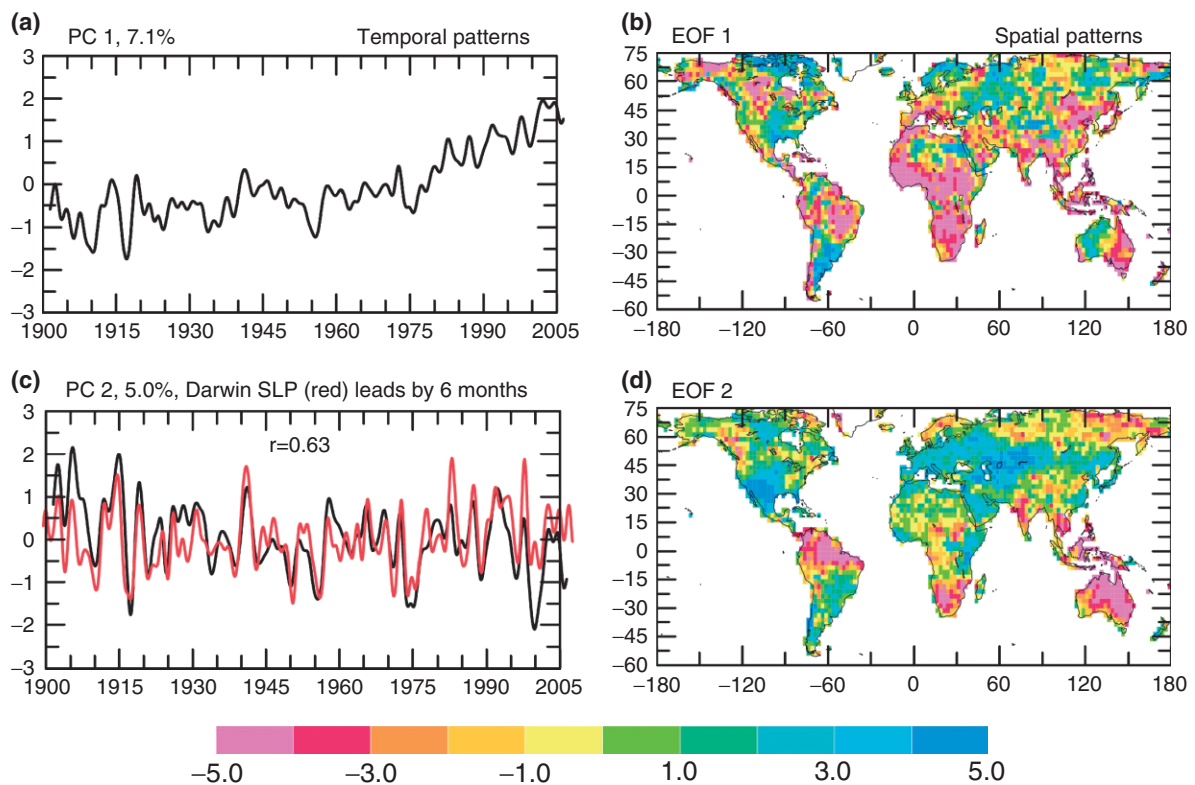 (a)
PC 1, 7.1% Temporal patterns
3
2
1
0
−1
−2
−3
1900 1915 1930 1945 1960 1975 1990 2005
(b)
EOF 1 Spatial patterns
75
60
45
30
15
0
−15
−30
−45
−60
−180 −120 −60 0 60 120 180
(c)
PC 2, 5.0%, Darwin SLP (red) leads by 6 months
r=0.63
3
2
1
0
−1
−2
−3
1900 1915 1930 1945 1960 1975 1990 2005
(d)
EOF 2
75
60
45
30
15
0
−15
−30
−45
−60
−180 −120 −60 0 60 120 180
−5.0 −3.0 −1.0 1.0 3.0 5.0